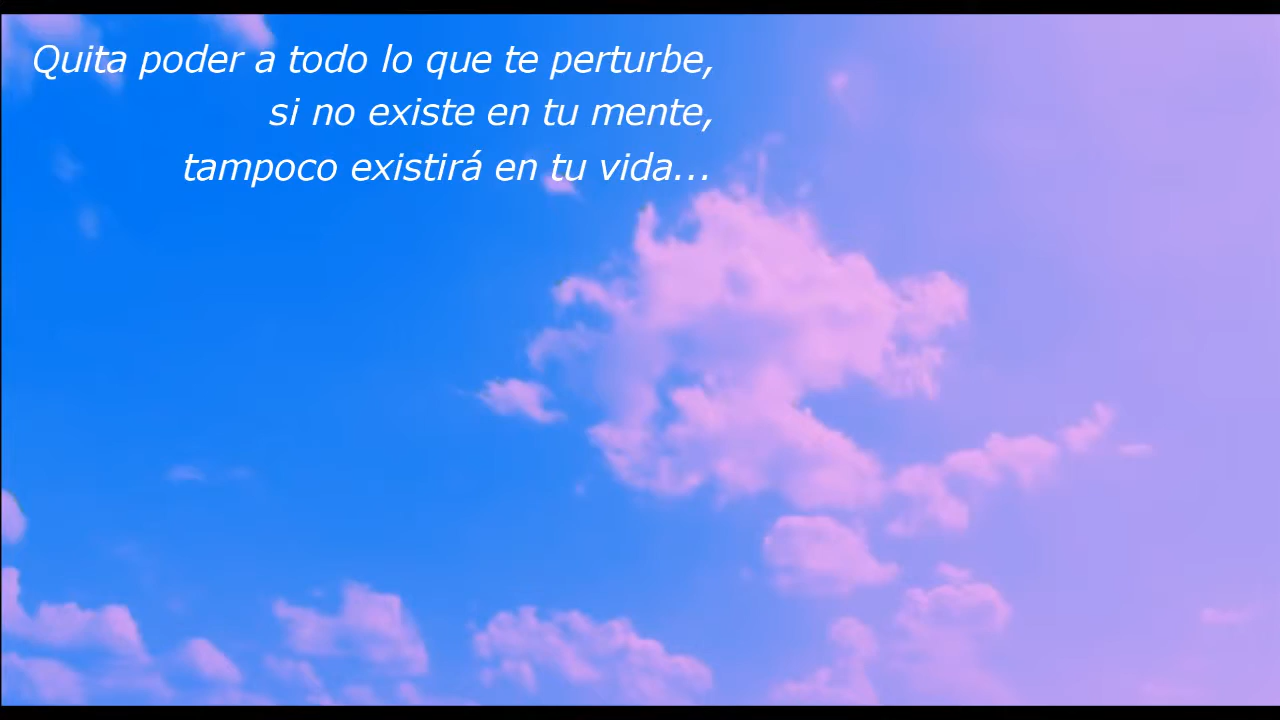 Quita poder a todo lo que te perturbe,
si no existe en tu mente,
tampoco existirá en tu vida...